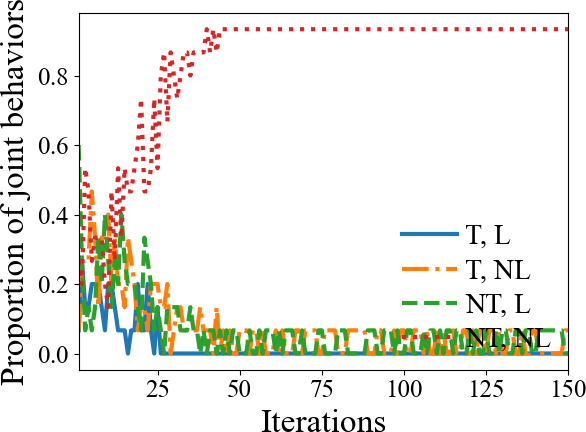 Proportion of joint behaviors
0.8
0.6
0.4
0.2
0.0
T, L
T, NL
NT, L
NT, NL
25
50
75
100
125
150
Iterations